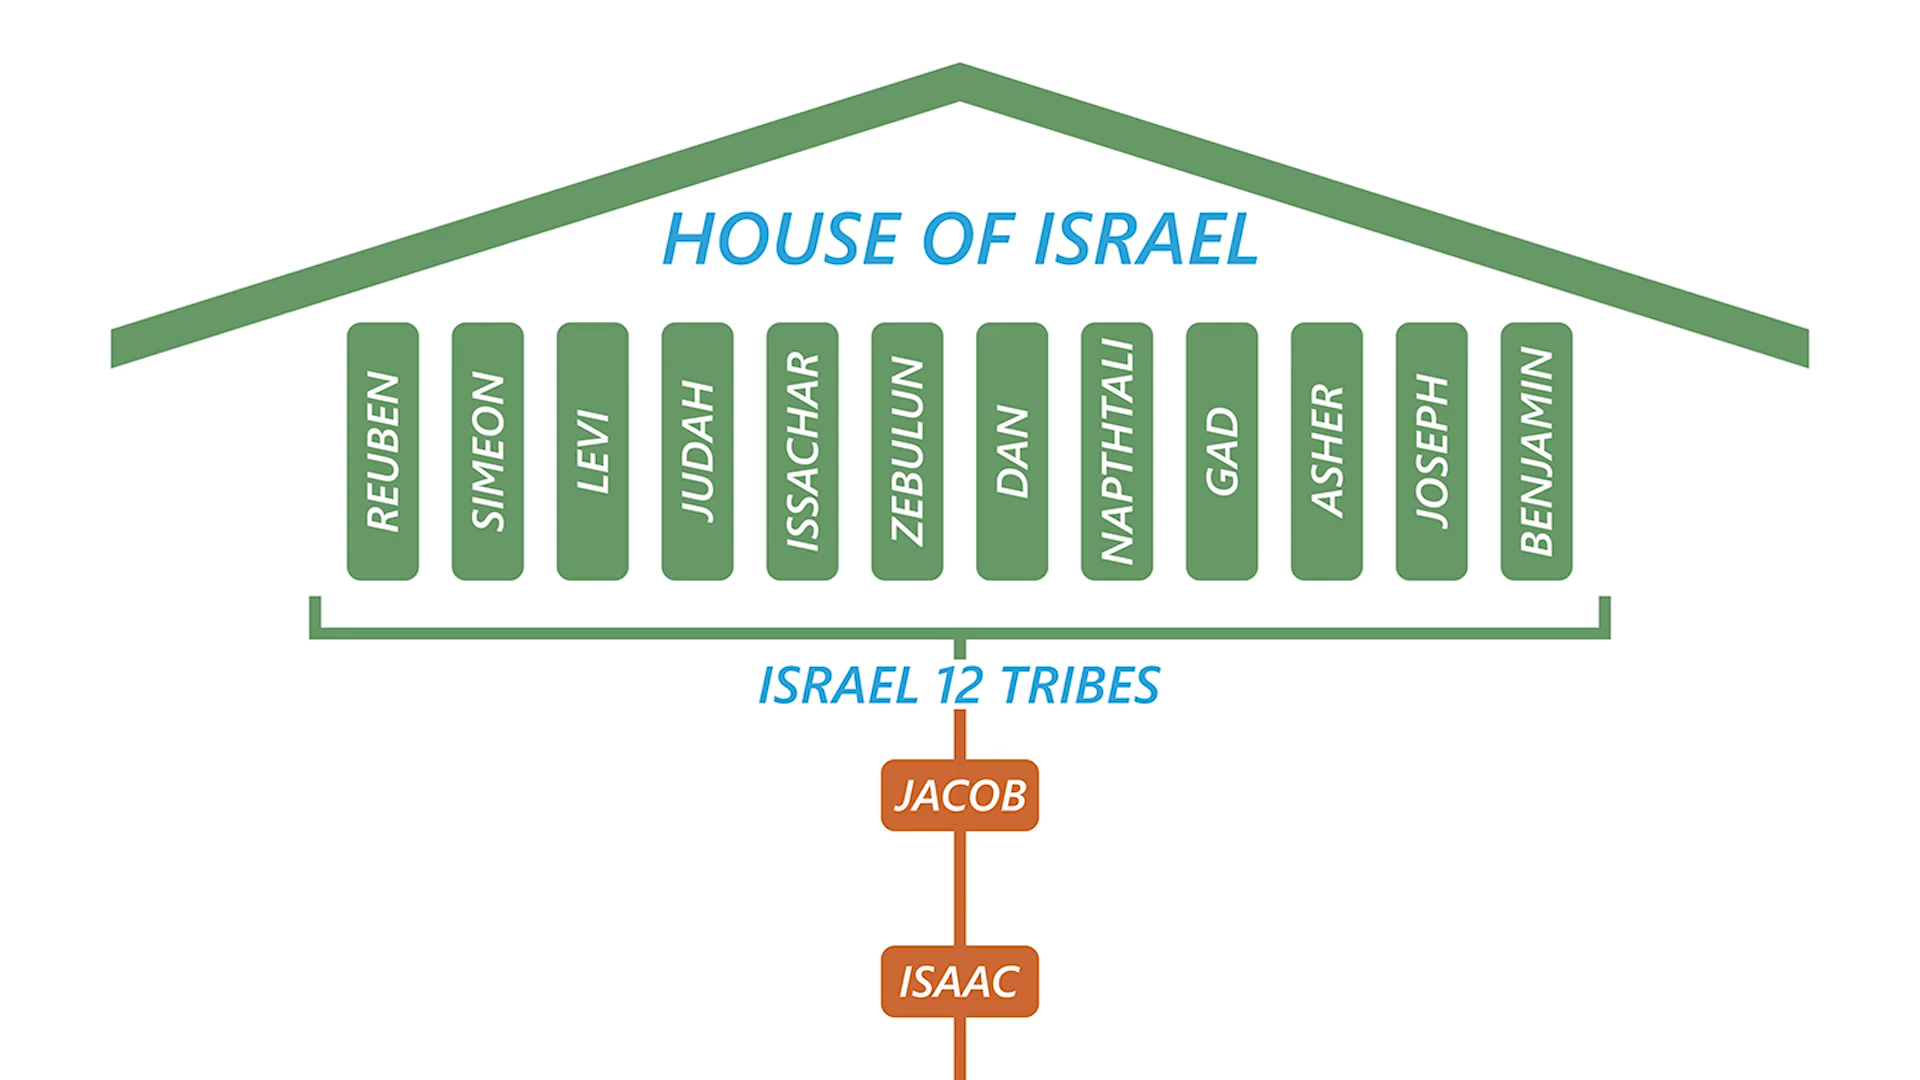 HOUSE OF ISRAEL
REUBEN
SIMEON
LEVI
JUDAH
ISSACHAR
ZEBULUN
DAN
NAPTHTALI
GAD
ASHER
JOSEPH
BENJAMIN
ISRAEL 12 TRIBES
JACOB
ISAAC